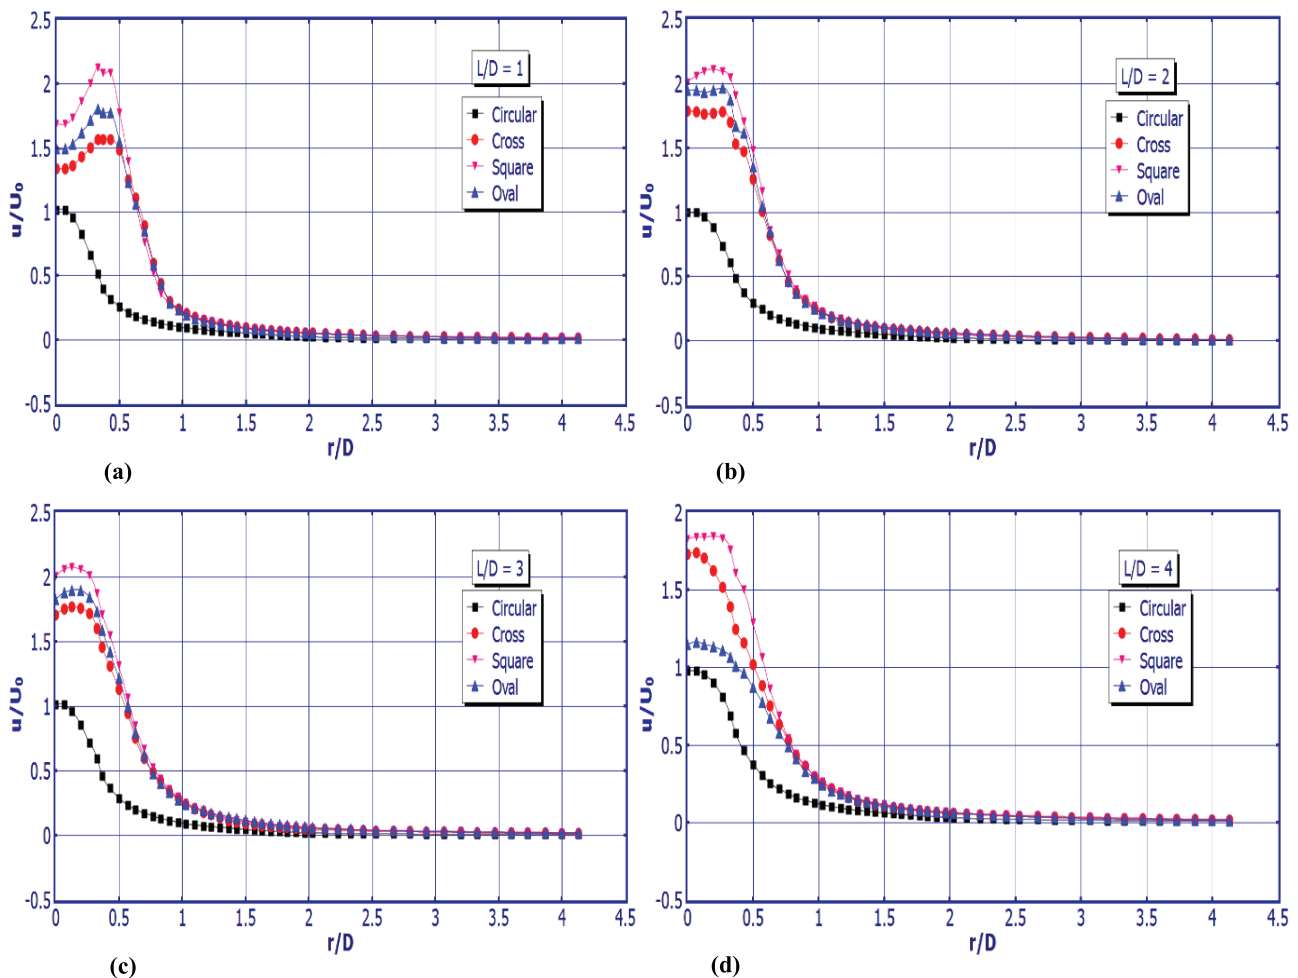 2.5
2
1.5
1
0.5
0
-0.5
u/U₀
L/D = 1
Circular
Cross
Square
Oval
0 0.5 1 1.5 2 2.5 3 3.5 4 4.5
r/D
(a)
2.5
2
1.5
1
0.5
0
-0.5
u/U₀
L/D = 2
Circular
Cross
Square
Oval
0 0.5 1 1.5 2 2.5 3 3.5 4 4.5
r/D
(b)
2.5
2
1.5
1
0.5
0
-0.5
u/U₀
L/D = 3
Circular
Cross
Square
Oval
0 0.5 1 1.5 2 2.5 3 3.5 4 4.5
r/D
(c)
2
1.5
1
0.5
0
-0.5
u/U₀
L/D = 4
Circular
Cross
Square
Oval
0 0.5 1 1.5 2 2.5 3 3.5 4 4.5
r/D
(d)